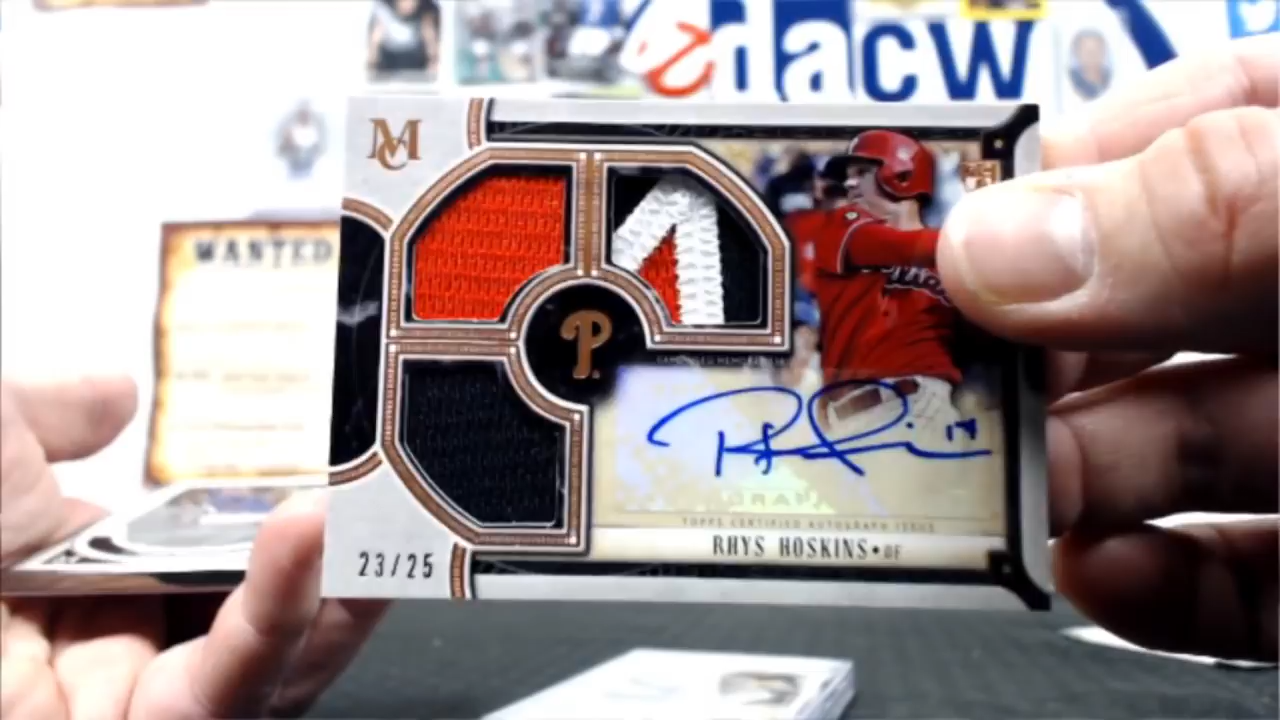 dacw
WANTED
MC
P
TOPPS CERTIFIED AUTOGRAPH ISSUE
RHYS HOSKINS • OF
23/25